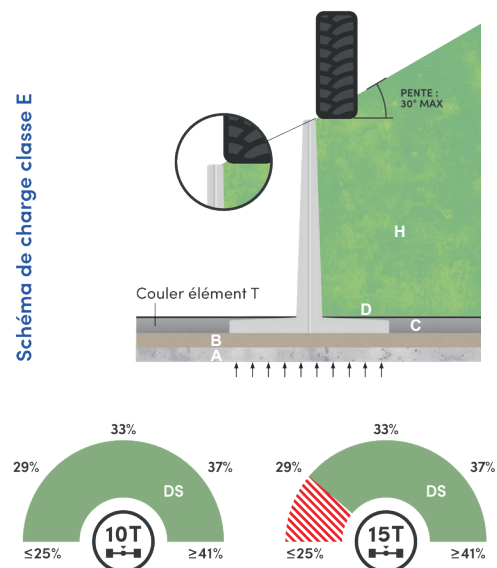 Schéma de charge classe E
PENTE :
30° MAX
H
Couler élément T
D
C
B
A
33%
29%
37%
DS
10T
≤25%
≥41%
33%
29%
37%
DS
15T
≤25%
≥41%